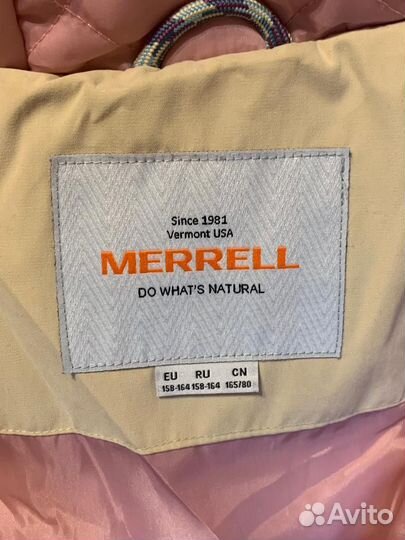 Since 1981
Vermont USA
MERRELL
DO WHAT'S NATURAL
EU RU CN
158-164 158-164 165/80
Avito